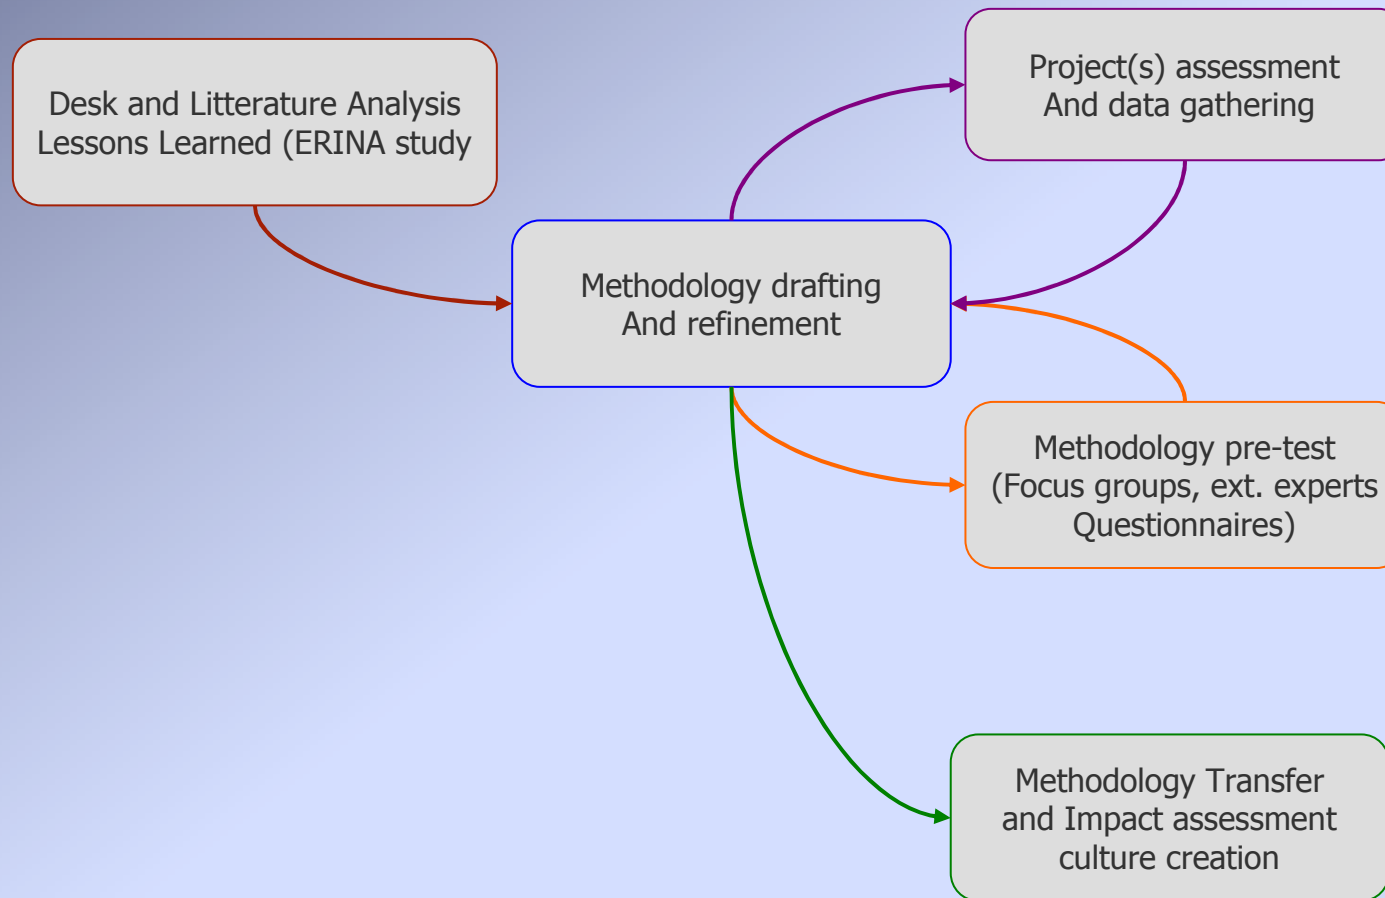 Desk and Litterature Analysis
Lessons Learned (ERINA study
Project(s) assessment
And data gathering
Methodology drafting
And refinement
Methodology pre-test
(Focus groups, ext. experts
Questionnaires)
Methodology Transfer
and Impact assessment
culture creation